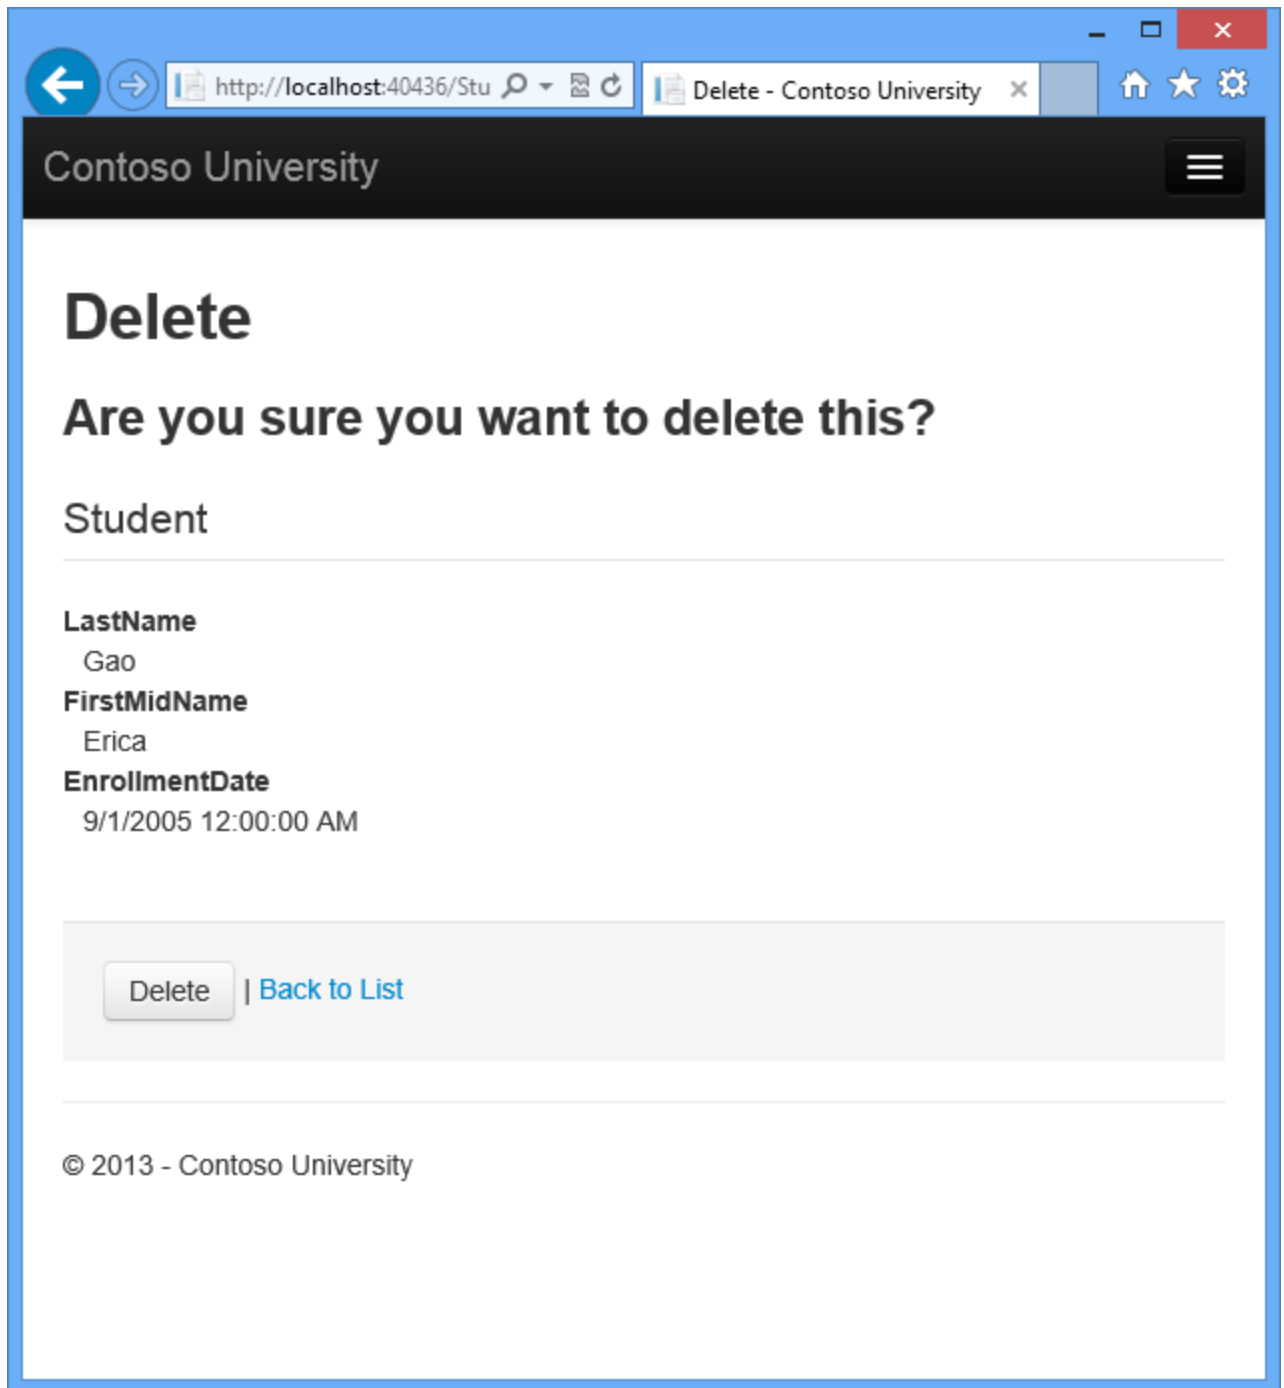 http://localhost:40436/Stu
Delete - Contoso University
Contoso University
Delete
Are you sure you want to delete this?
Student
LastName
Gao
FirstMidName
Erica
EnrollmentDate
9/1/2005 12:00:00 AM
Delete | Back to List
© 2013 - Contoso University